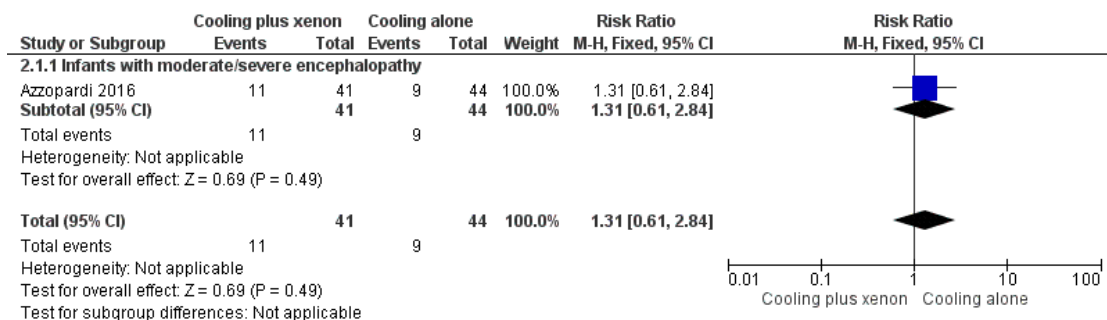 Cooling plus xenon Cooling alone Risk Ratio Risk Ratio
Study or Subgroup Events Total Events Total Weight M-H, Fixed, 95% CI M-H, Fixed, 95% CI
2.1.1 Infants with moderate/severe encephalopathy
Azzopardi 2016 11 41 9 44 100.0% 1.31 [0.61, 2.84]
Subtotal (95% CI) 41 44 100.0% 1.31 [0.61, 2.84]
Total events 11 9
Heterogeneity: Not applicable
Test for overall effect: Z = 0.69 (P = 0.49)
Total (95% CI) 41 44 100.0% 1.31 [0.61, 2.84]
Total events 11 9
Heterogeneity: Not applicable
Test for overall effect: Z = 0.69 (P = 0.49)
Test for subgroup differences: Not applicable
0.01 0.1 1 10 100
Cooling plus xenon Cooling alone